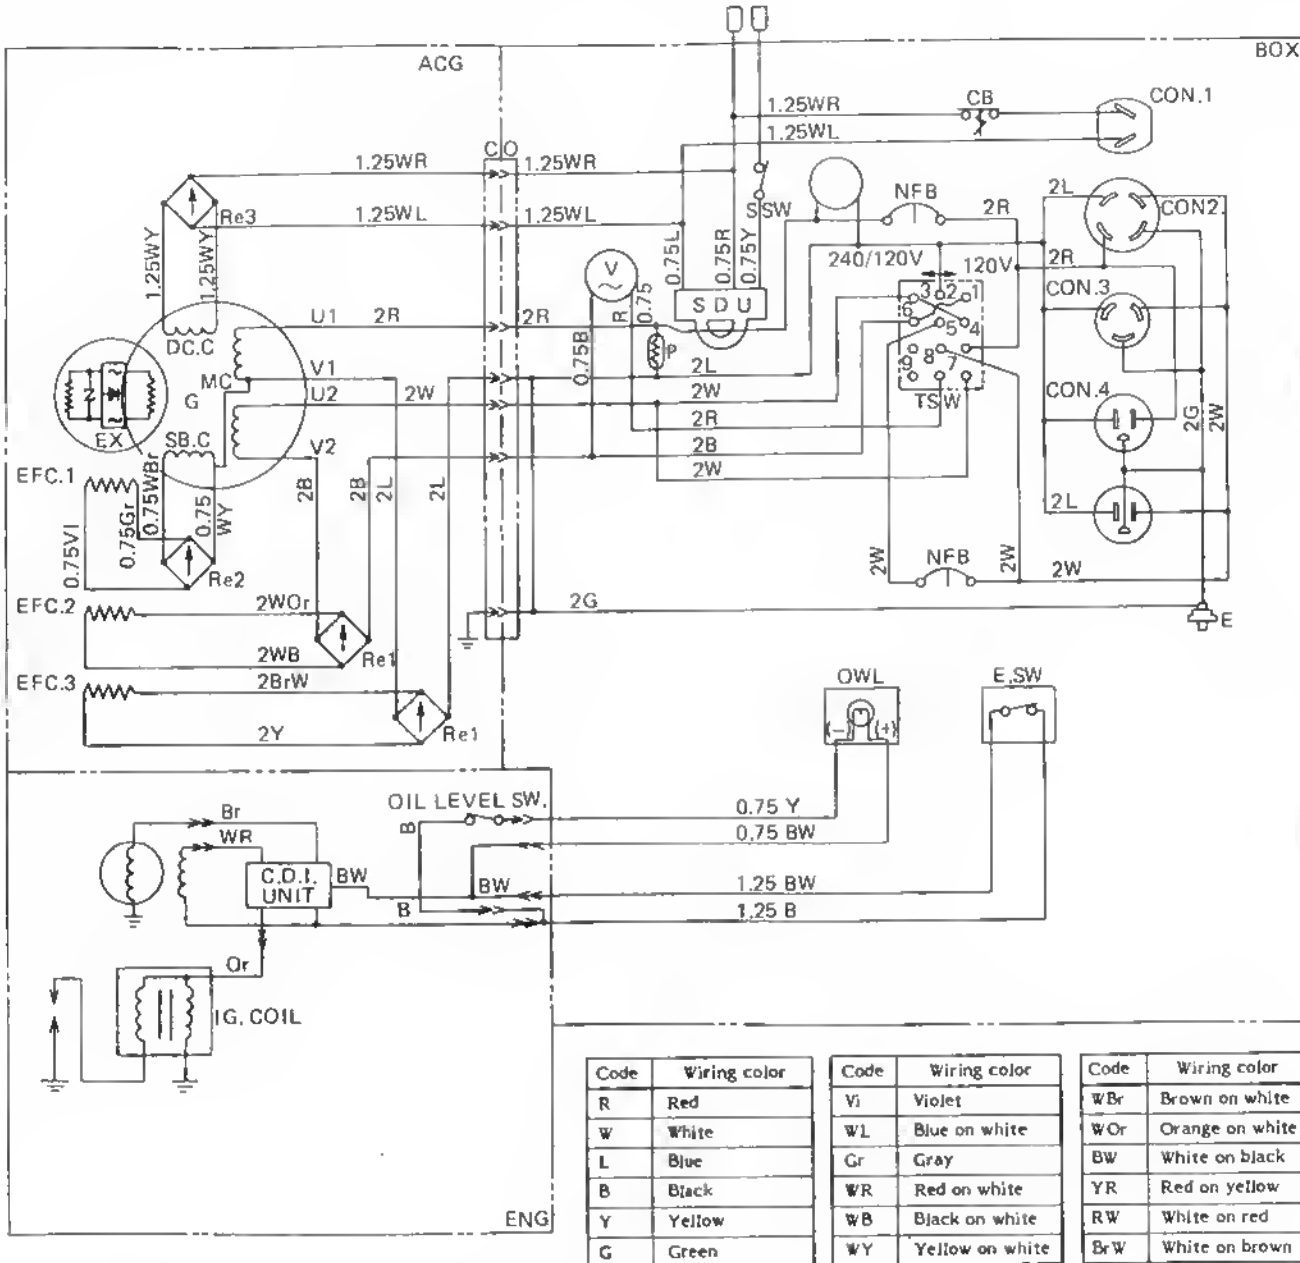 ACG
BOX
1.25WR
CB
CON.1
1.25WL
CO
1.25WR
1.25WR
Re3
1.25WL
1.25WL
SSW
NFB
2L
CON2.
2R
1.25WY
1.25WY
0.75L
0.75R
0.75Y
240/120V
120V
2R
V
R
0.75
S D U
3 2 1
CON.3
U1
2R
2R
6 5 4
DC.C
0.75B
P
9 8 7
MC
V1
2L
G
U2
2W
2W
TSW
CON.4
EX
2R
2G
2W
SB.C
V2
2B
EFC.1
2W
0.75WBr
2B
2B
2L
2L
2L
0.75Vl
0.75Gr
0.75
WY
NFB
2W
2W
2W
Re2
EFC.2
2WOr
2G
E
2WB
Re1
EFC.3
2BrW
OWL
E.SW
(-)
(+)
2Y
Re1
OIL LEVEL SW.
Br
B
0.75 Y
WR
0.75 BW
C.D.I.
UNIT
BW
BW
1.25 BW
B
1.25 B
Or
IG. COIL
ENG
Code Wiring color
R Red
W White
L Blue
B Black
Y Yellow
G Green
Code Wiring color
Vi Violet
WL Blue on white
Gr Gray
WR Red on white
WB Black on white
WY Yellow on white
Code Wiring color
WBr Brown on white
WOr Orange on white
BW White on black
YR Red on yellow
RW White on red
BrW White on brown